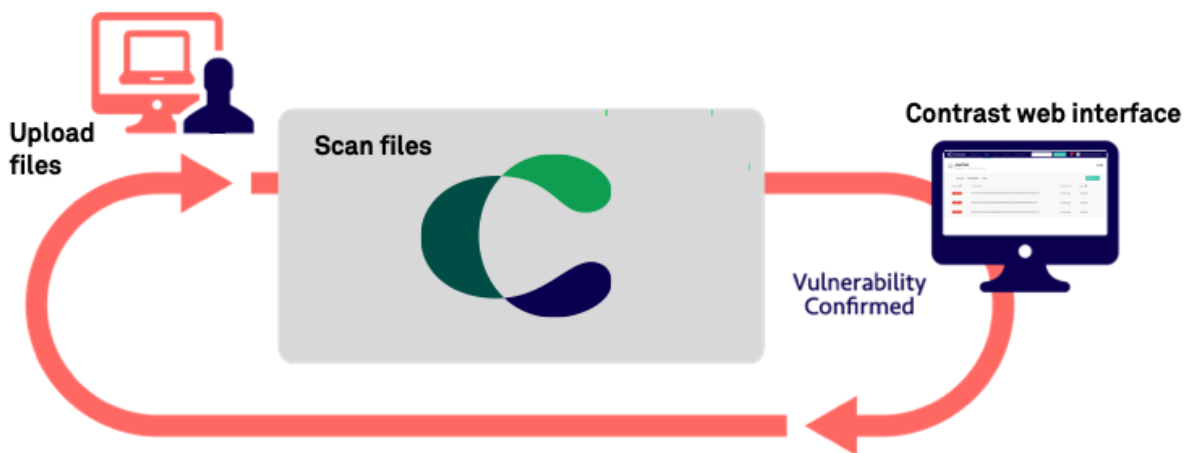 Upload
files
Scan files
Contrast web interface
Vulnerability
Confirmed